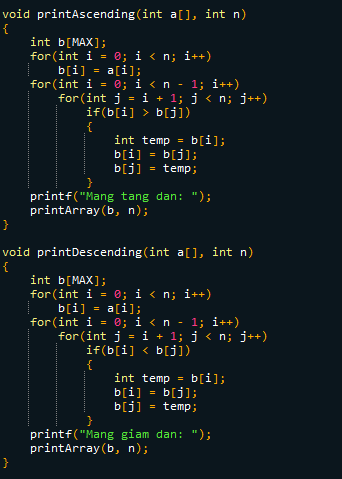 void printAscending(int a[], int n)
{
    int b[MAX];
    for(int i = 0; i < n; i++)
        b[i] = a[i];
    for(int i = 0; i < n - 1; i++)
        for(int j = i + 1; j < n; j++)
            if(b[i] > b[j])
            {
                int temp = b[i];
                b[i] = b[j];
                b[j] = temp;
            }
    printf("Mang tang dan: ");
    printArray(b, n);
}

void printDescending(int a[], int n)
{
    int b[MAX];
    for(int i = 0; i < n; i++)
        b[i] = a[i];
    for(int i = 0; i < n - 1; i++)
        for(int j = i + 1; j < n; j++)
            if(b[i] < b[j])
            {
                int temp = b[i];
                b[i] = b[j];
                b[j] = temp;
            }
    printf("Mang giam dan: ");
    printArray(b, n);
}